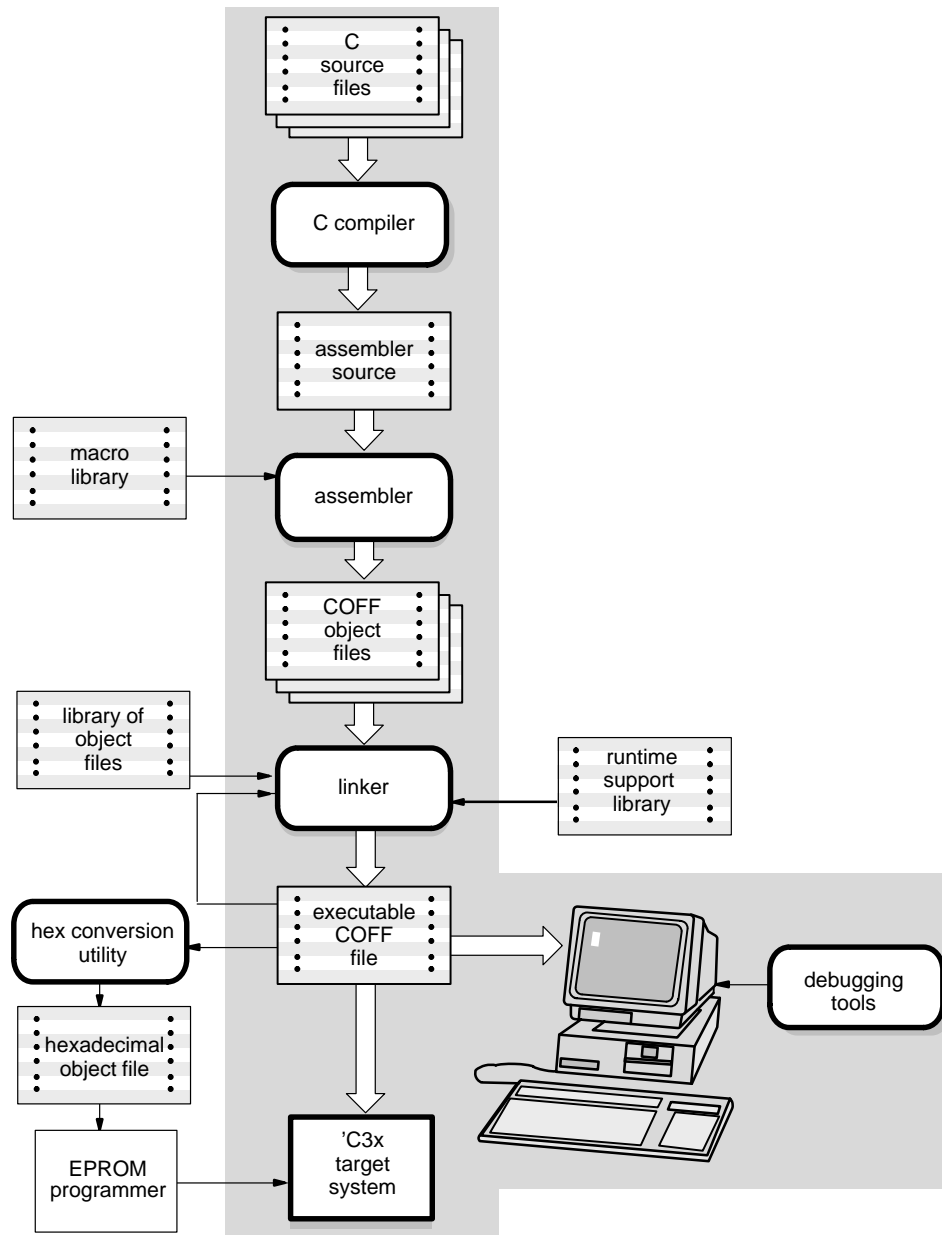 C
source
files
C compiler
assembler
source
macro
library
assembler
COFF
object
files
library of
object
files
linker
runtime
support
library
executable
COFF
file
hex conversion
utility
debugging
tools
hexadecimal
object file
'C3x
target
system
EPROM
programmer